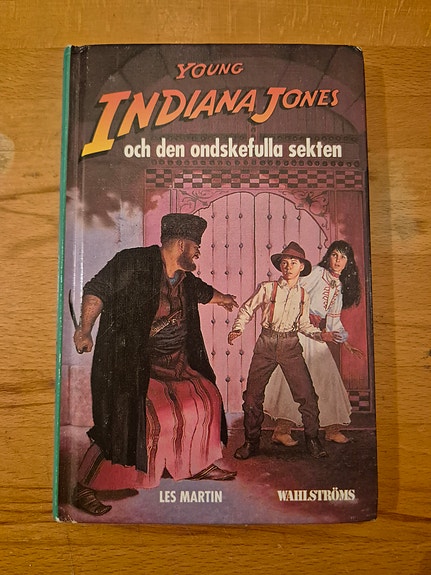 YOUNG
INDIANA JONES
och den ondskefulla sekten
LES MARTIN
WAHLSTRÖMS